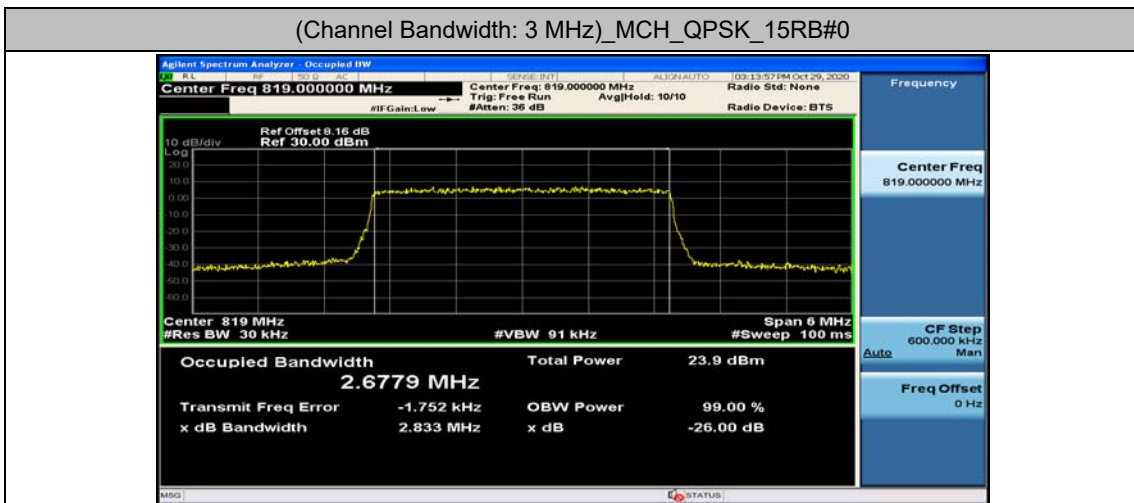 (Channel Bandwidth: 3 MHz)_MCH_QPSK_15RB#0
Agilent Spectrum Analyzer - Occupied BW
RL RF 50 Ω AC SENSE:INT ALIGNAUTO 03:13:57 PM Oct 29, 2020
Center Freq 819.000000 MHz
Center Freq: 819.000000 MHz
Radio Std: None
Trig: Free Run Avg|Hold: 10/10
#IFGain:Low #Atten: 36 dB Radio Device: BTS
Frequency
Ref Offset 8.16 dB
10 dB/div Ref 30.00 dBm
Log
20.0
10.0
0.00
-10.0
-20.0
-30.0
-40.0
-50.0
-60.0
Center Freq
819.000000 MHz
Center 819 MHz Span 6 MHz
#Res BW 30 kHz #VBW 91 kHz #Sweep 100 ms
CF Step
600.000 kHz
Auto Man
Occupied Bandwidth Total Power 23.9 dBm
2.6779 MHz
Transmit Freq Error -1.752 kHz OBW Power 99.00 %
x dB Bandwidth 2.833 MHz x dB -26.00 dB
Freq Offset
0 Hz
MSG STATUS